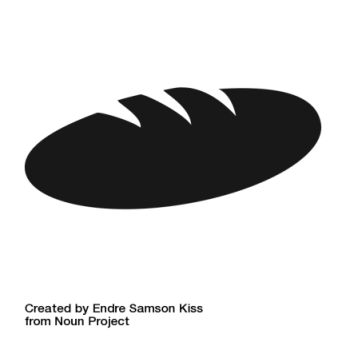 Created by Endre Samson Kiss
from Noun Project